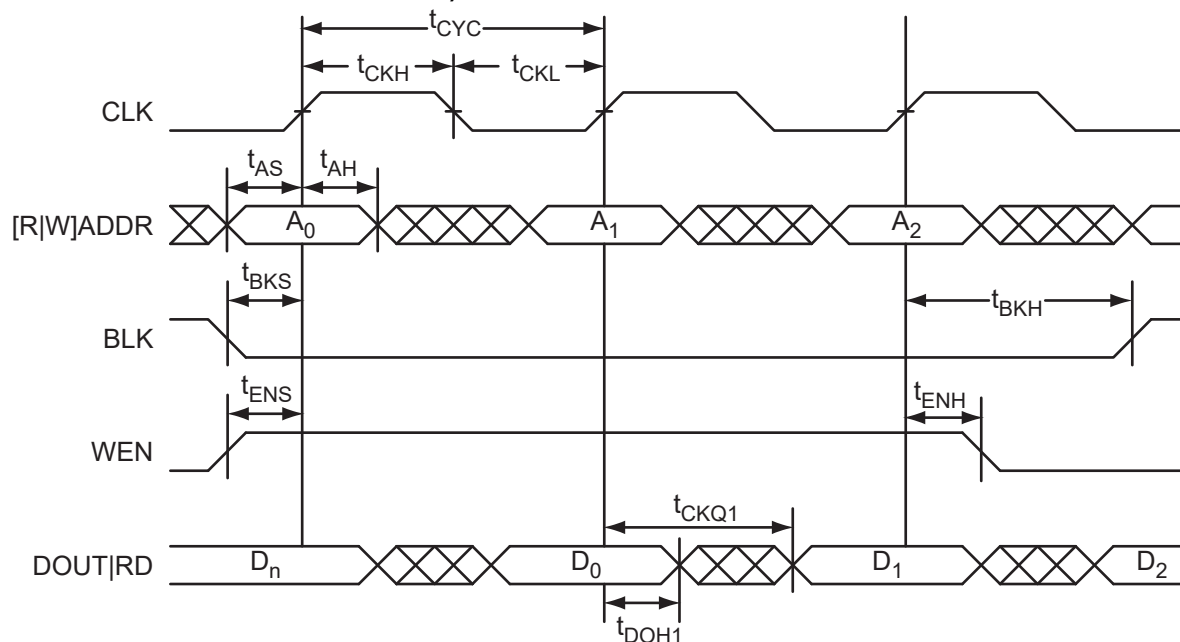 tCYC
tCKH tCKL
CLK
tAS tAH
[R|W]ADDR A0 A1 A2
tBKS tBKH
BLK
tENS tENH
WEN
tCKQ1
DOUT|RD Dn D0 D1 D2
tDOH1